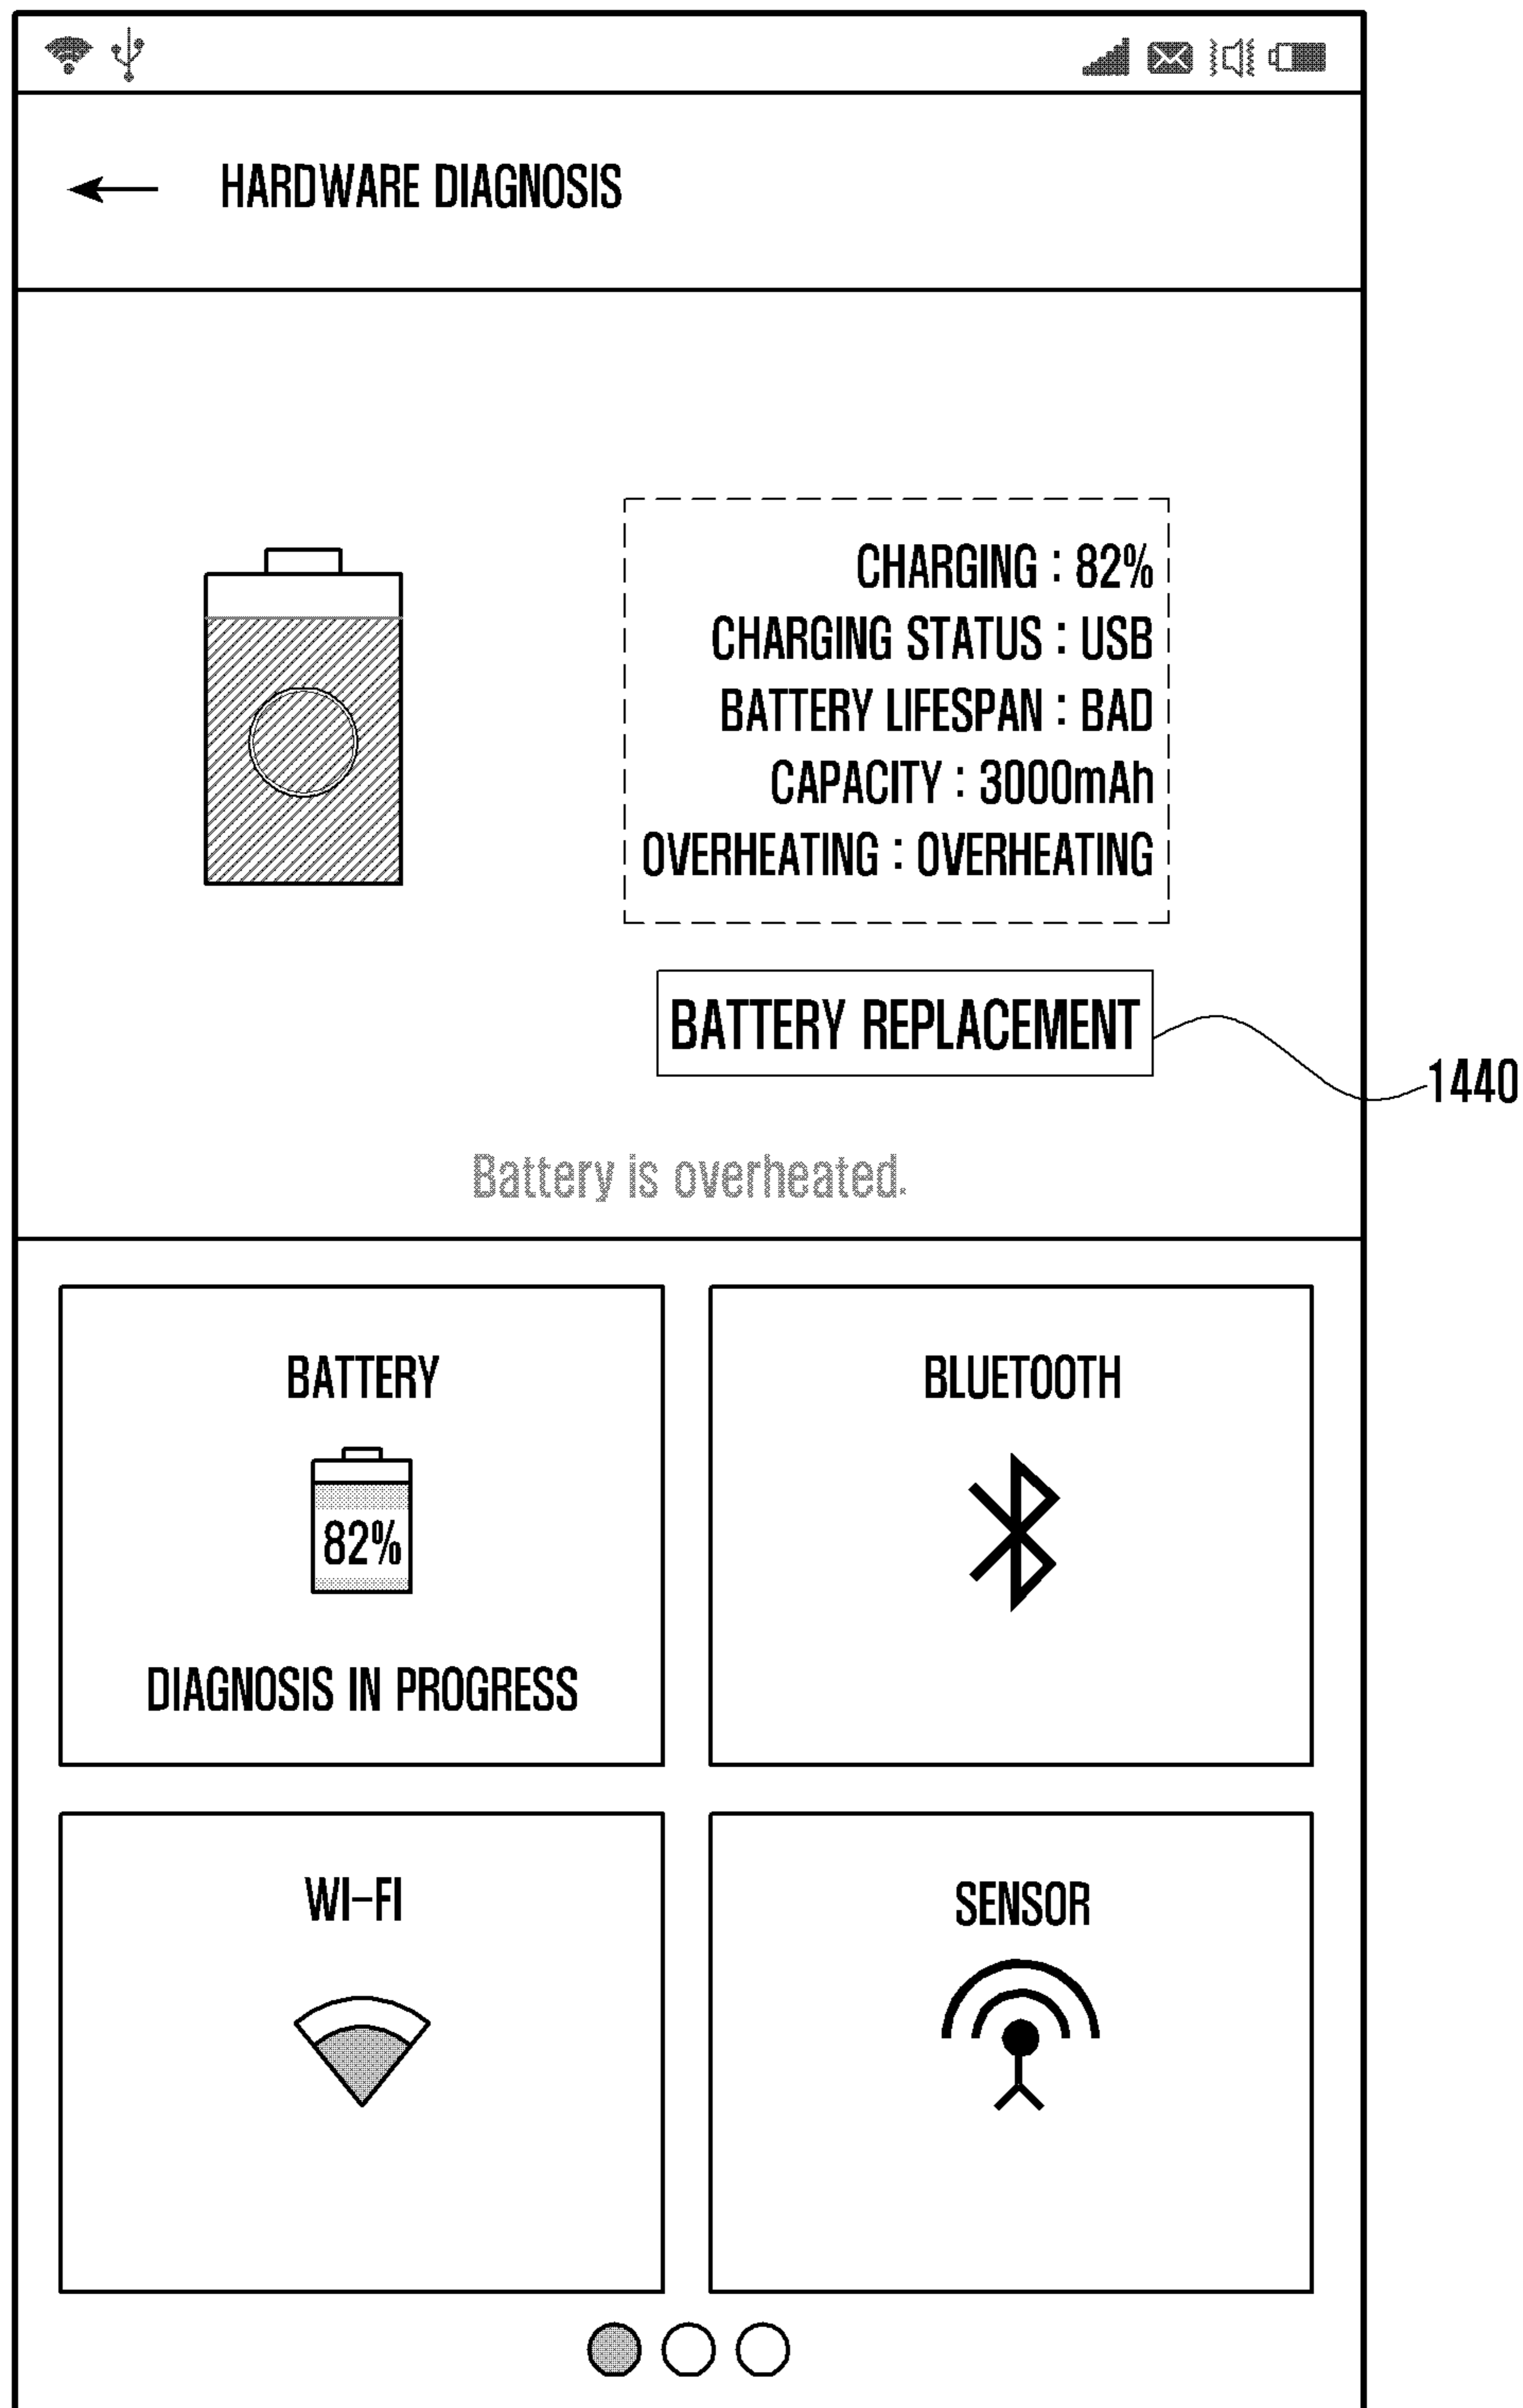 HARDWARE DIAGNOSIS
CHARGING : 82%
CHARGING STATUS : USB
BATTERY LIFESPAN : BAD
CAPACITY : 3000mAh
OVERHEATING : OVERHEATING
BATTERY REPLACEMENT
1440
Battery is overheated.
BATTERY
82%
DIAGNOSIS IN PROGRESS
BLUETOOTH
WI-FI
SENSOR